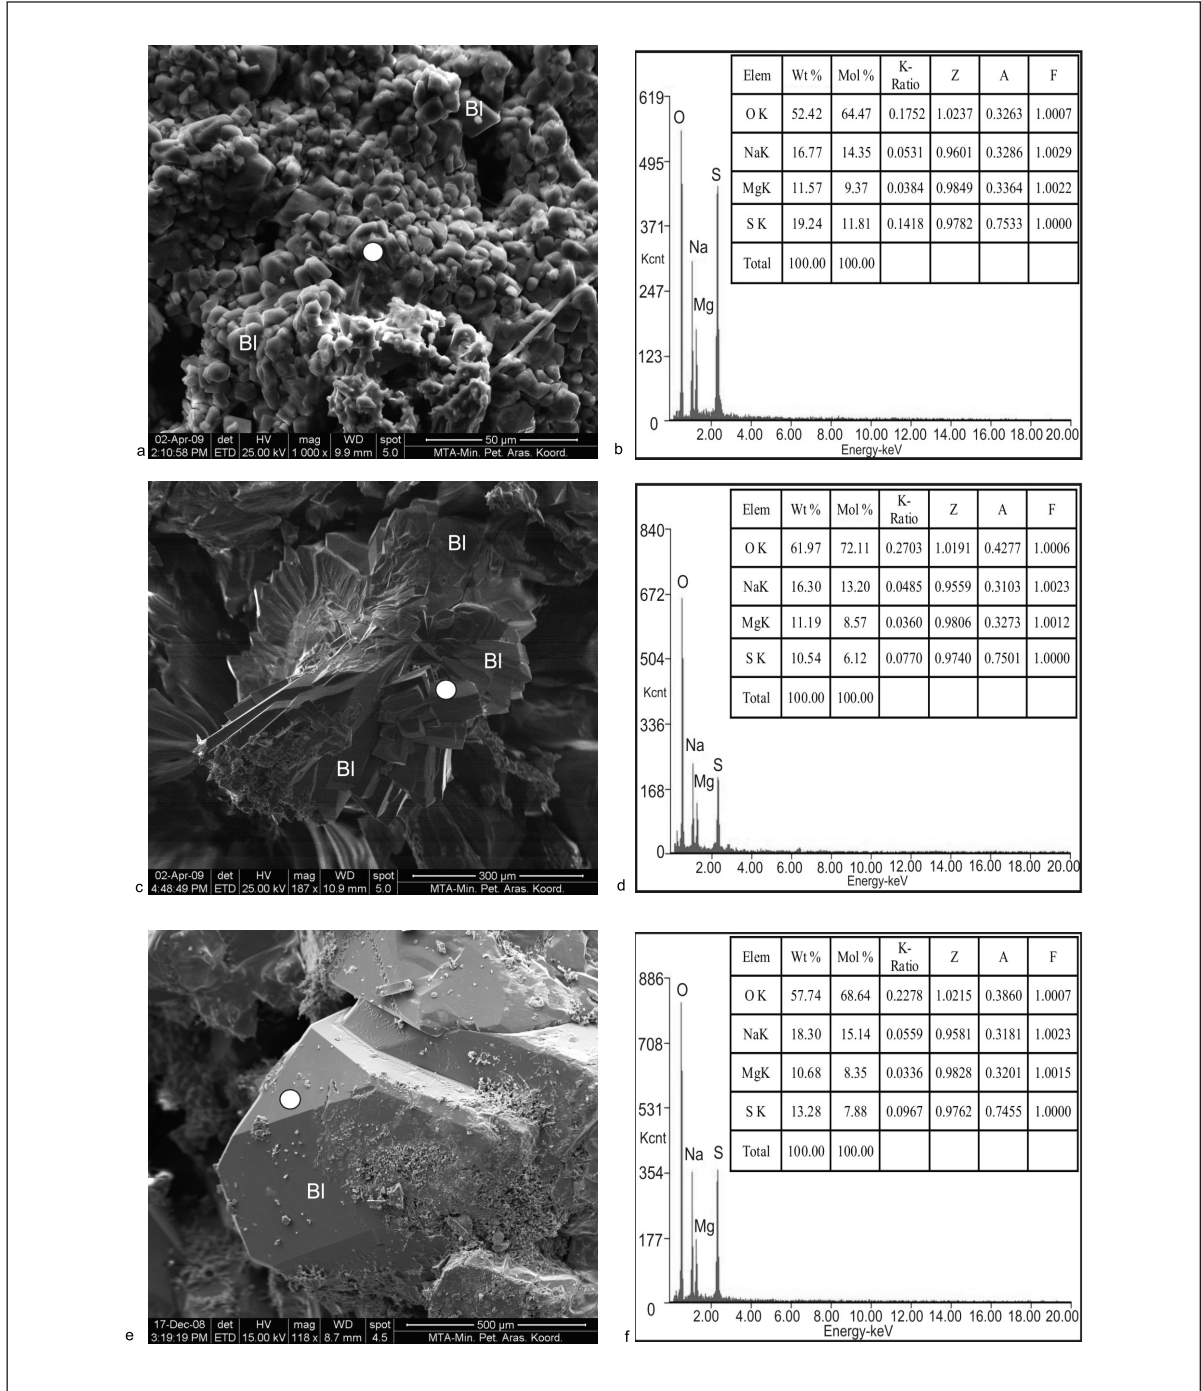 Bl
Bl
02-Apr-09 det HV mag WD spot 50 µm
2:10:58 PM ETD 25.00 kV 1 000 x 9.9 mm 5.0 MTA-Min. Pet. Aras. Koord.
a
Elem Wt % Mol % K-Ratio Z A F
O K 52.42 64.47 0.1752 1.0237 0.3263 1.0007
NaK 16.77 14.35 0.0531 0.9601 0.3286 1.0029
MgK 11.57 9.37 0.0384 0.9849 0.3364 1.0022
S K 19.24 11.81 0.1418 0.9782 0.7533 1.0000
Total 100.00 100.00
619
495
371
Kcnt
247
123
0
O
S
Na
Mg
2.00 4.00 6.00 8.00 10.00 12.00 14.00 16.00 18.00 20.00
Energy-keV
b
Bl
Bl
Bl
02-Apr-09 det HV mag WD spot 300 µm
4:48:49 PM ETD 25.00 kV 187 x 10.9 mm 5.0 MTA-Min. Pet. Aras. Koord.
c
Elem Wt % Mol % K-Ratio Z A F
O K 61.97 72.11 0.2703 1.0191 0.4277 1.0006
NaK 16.30 13.20 0.0485 0.9559 0.3103 1.0023
MgK 11.19 8.57 0.0360 0.9806 0.3273 1.0012
S K 10.54 6.12 0.0770 0.9740 0.7501 1.0000
Total 100.00 100.00
840
672
504
Kcnt
336
168
0
O
Na
Mg
S
2.00 4.00 6.00 8.00 10.00 12.00 14.00 16.00 18.00 20.00
Energy-keV
d
Bl
17-Dec-08 det HV mag WD spot 500 µm
3:19:19 PM ETD 15.00 kV 118 x 8.7 mm 4.5 MTA-Min. Pet. Aras. Koord.
e
Elem Wt % Mol % K-Ratio Z A F
O K 57.74 68.64 0.2278 1.0215 0.3860 1.0007
NaK 18.30 15.14 0.0559 0.9581 0.3181 1.0023
MgK 10.68 8.35 0.0336 0.9828 0.3201 1.0015
S K 13.28 7.88 0.0967 0.9762 0.7455 1.0000
Total 100.00 100.00
886
708
531
Kcnt
354
177
0
O
Na
S
Mg
2.00 4.00 6.00 8.00 10.00 12.00 14.00 16.00 18.00 20.00
Energy-keV
f